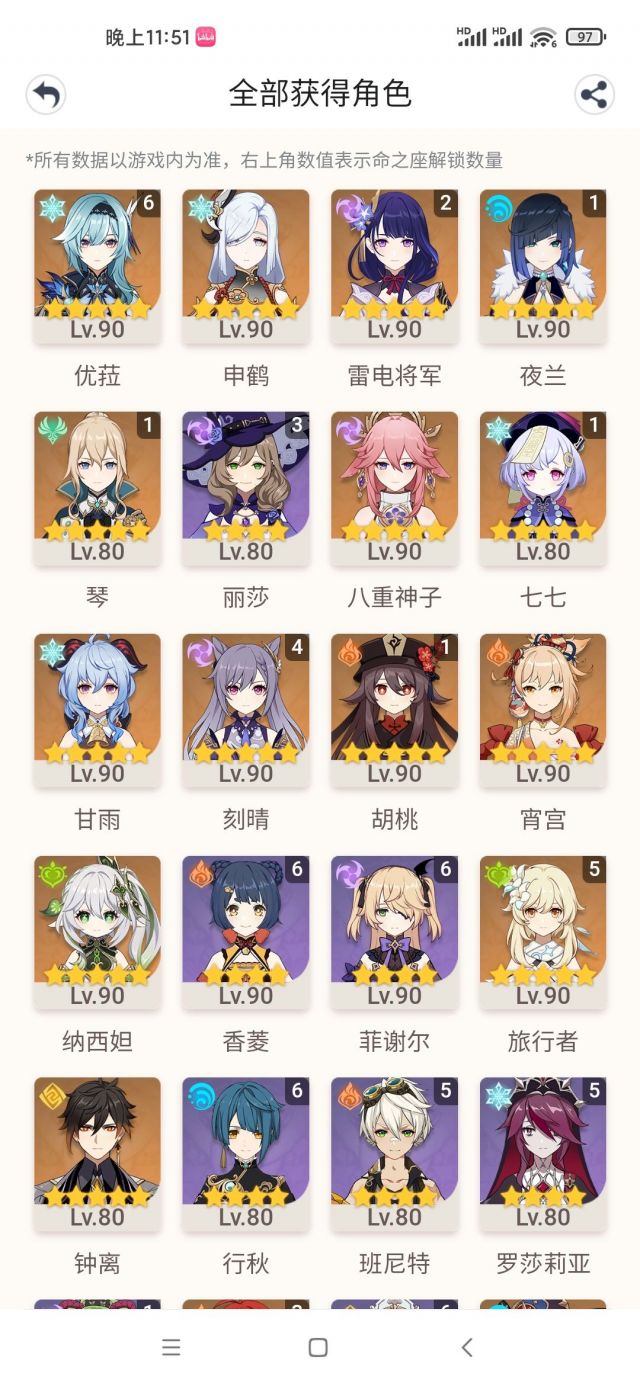 晚上11:51
HD HD 6 97
全部获得角色
*所有数据以游戏内为准，右上角数值表示命之座解锁数量
6 2 1
Lv.90 Lv.90 Lv.90 Lv.90
优菈 申鹤 雷电将军 夜兰
1 3 1
Lv.80 Lv.80 Lv.90 Lv.80
琴 丽莎 八重神子 七七
4 1
Lv.90 Lv.90 Lv.90 Lv.90
甘雨 刻晴 胡桃 宵宫
6 6 5
Lv.90 Lv.90 Lv.90 Lv.90
纳西妲 香菱 菲谢尔 旅行者
6 5 5
Lv.80 Lv.80 Lv.80 Lv.80
钟离 行秋 班尼特 罗莎莉亚